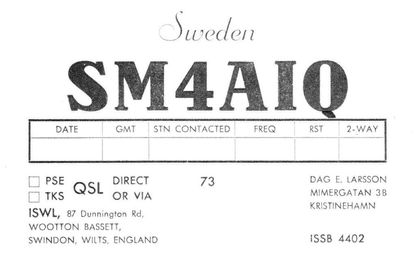 Sweden
SM4AIQ
DATE GMT STN CONTACTED FREQ RST 2-WAY
PSE QSL DIRECT 73
TKS OR VIA
ISWL, 87 Dunnington Rd,
WOOTTON BASSETT,
SWINDON, WILTS, ENGLAND
DAG E. LARSSON
MIMERGATAN 3B
KRISTINEHAMN
ISSB 4402